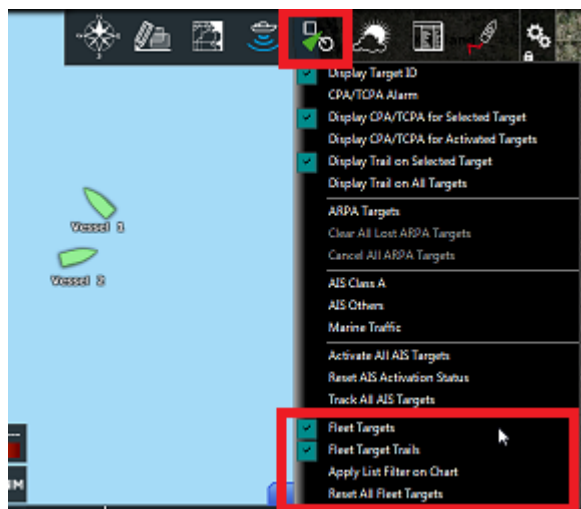 and
Display Target ID
CPA/TCPA Alarm
Display CPA/TCPA for Selected Target
Display CPA/TCPA for Activated Targets
Display Trail on Selected Target
Display Trail on All Targets
ARPA Targets
Clear All Lost ARPA Targets
Cancel All ARPA Targets
AIS Class A
AIS Others
Marine Traffic
Activate All AIS Targets
Reset AIS Activation Status
Track All AIS Targets
Fleet Targets
Fleet Target Trails
Apply List Filter on Chart
Reset All Fleet Targets
Vessel 1
Vessel 2